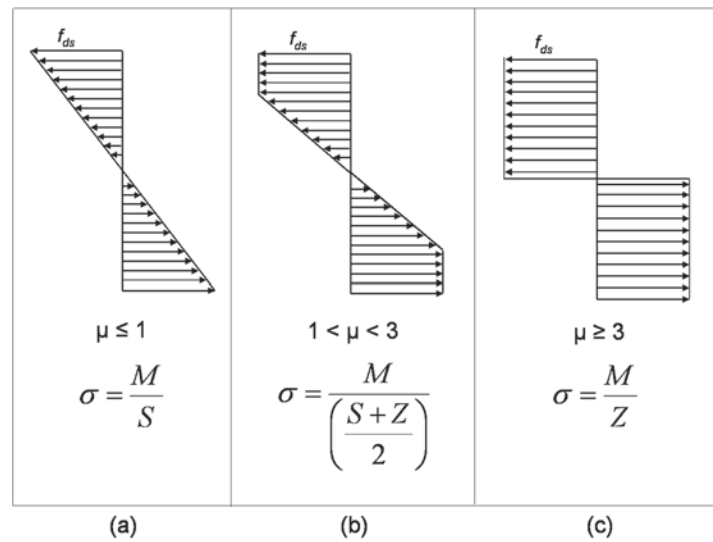 f_ds f_ds f_ds
μ ≤ 1 1 < μ < 3 μ ≥ 3
σ = M/S σ = M/((S + Z)/2) σ = M/Z
(a) (b) (c)